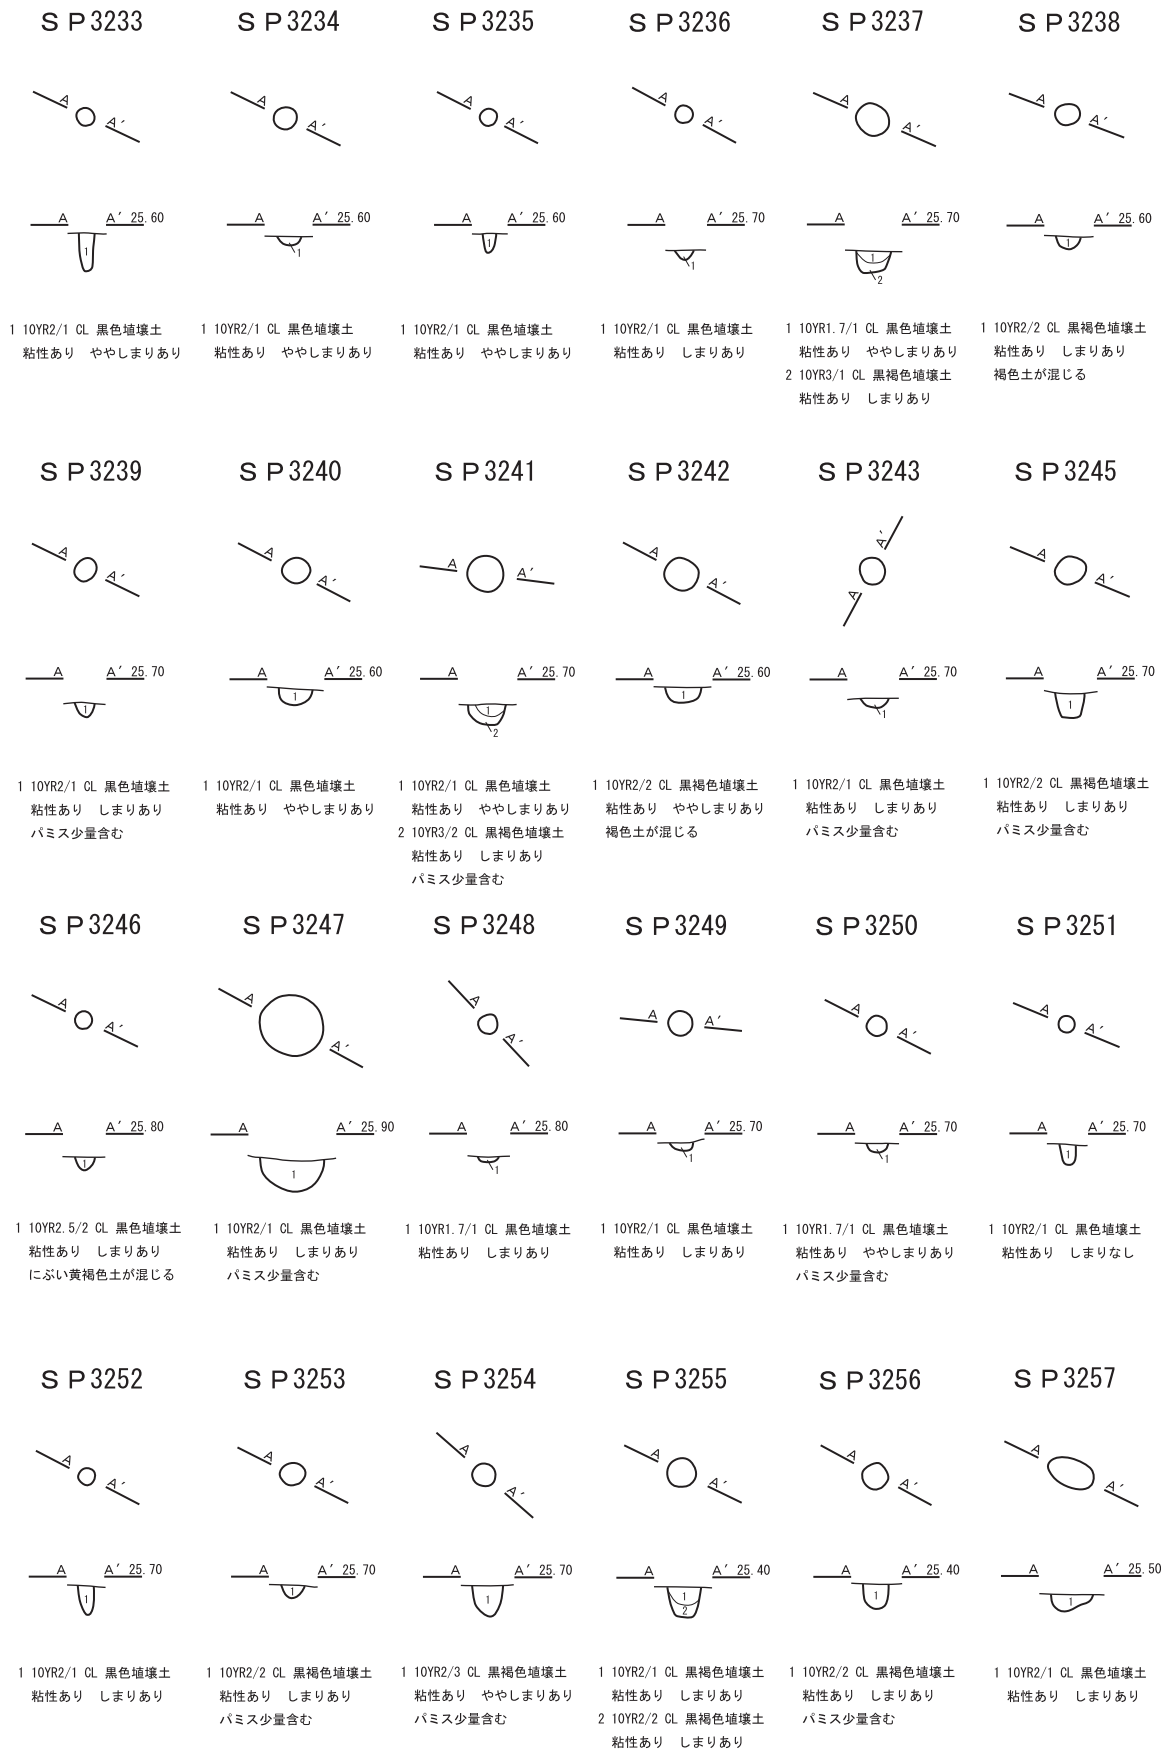 ＳＰ3233
A
A′
A
A′ 25.60
1 10YR2/1 CL 黒色埴壌土
粘性あり　ややしまりあり
1
ＳＰ3234
A
A′
A
A′ 25.60
1
1 10YR2/1 CL 黒色埴壌土
粘性あり　ややしまりあり
ＳＰ3235
A
A′
A
A′ 25.60
1
1 10YR2/1 CL 黒色埴壌土
粘性あり　ややしまりあり
ＳＰ3236
A
A′
A
A′ 25.70
1
1 10YR2/1 CL 黒色埴壌土
粘性あり　しまりあり
ＳＰ3237
A
A′
A
A′ 25.70
1
2
1 10YR1.7/1 CL 黒色埴壌土
粘性あり　ややしまりあり
2 10YR3/1 CL 黒褐色埴壌土
粘性あり　しまりあり
ＳＰ3238
A
A′
A
A′ 25.60
1
1 10YR2/2 CL 黒褐色埴壌土
粘性あり　しまりあり
褐色土が混じる
ＳＰ3239
A
A′
A
A′ 25.70
1
1 10YR2/1 CL 黒色埴壌土
粘性あり　しまりあり
パミス少量含む
ＳＰ3240
A
A′
A
A′ 25.60
1
1 10YR2/1 CL 黒色埴壌土
粘性あり　ややしまりあり
ＳＰ3241
A
A′
A
A′ 25.70
1
2
1 10YR2/1 CL 黒色埴壌土
粘性あり　ややしまりあり
2 10YR3/2 CL 黒褐色埴壌土
粘性あり　しまりあり
パミス少量含む
ＳＰ3242
A
A′
A
A′ 25.60
1
1 10YR2/2 CL 黒褐色埴壌土
粘性あり　ややしまりあり
褐色土が混じる
ＳＰ3243
A′
A
A
A′ 25.70
1
1 10YR2/1 CL 黒色埴壌土
粘性あり　しまりあり
パミス少量含む
ＳＰ3245
A
A′
A
A′ 25.70
1
1 10YR2/2 CL 黒褐色埴壌土
粘性あり　しまりあり
パミス少量含む
ＳＰ3246
A
A′
A
A′ 25.80
1
1 10YR2.5/2 CL 黒色埴壌土
粘性あり　しまりあり
にぶい黄褐色土が混じる
ＳＰ3247
A
A′
A
A′ 25.90
1
1 10YR2/1 CL 黒色埴壌土
粘性あり　しまりあり
パミス少量含む
ＳＰ3248
A
A′
A
A′ 25.80
1
1 10YR1.7/1 CL 黒色埴壌土
粘性あり　しまりあり
ＳＰ3249
A
A′
A
A′ 25.70
1
1 10YR2/1 CL 黒色埴壌土
粘性あり　しまりあり
ＳＰ3250
A
A′
A
A′ 25.70
1
1 10YR1.7/1 CL 黒色埴壌土
粘性あり　ややしまりあり
パミス少量含む
ＳＰ3251
A
A′
A
A′ 25.70
1
1 10YR2/1 CL 黒色埴壌土
粘性あり　しまりなし
ＳＰ3252
A
A′
A
A′ 25.70
1
1 10YR2/1 CL 黒色埴壌土
粘性あり　しまりあり
ＳＰ3253
A
A′
A
A′ 25.70
1
1 10YR2/2 CL 黒褐色埴壌土
粘性あり　しまりあり
パミス少量含む
ＳＰ3254
A
A′
A
A′ 25.70
1
1 10YR2/3 CL 黒褐色埴壌土
粘性あり　ややしまりあり
パミス少量含む
ＳＰ3255
A
A′
A
A′ 25.40
1
2
1 10YR2/1 CL 黒褐色埴壌土
粘性あり　しまりあり
2 10YR2/2 CL 黒褐色埴壌土
粘性あり　しまりあり
ＳＰ3256
A
A′
A
A′ 25.40
1
1 10YR2/2 CL 黒褐色埴壌土
粘性あり　しまりあり
パミス少量含む
ＳＰ3257
A
A′
A
A′ 25.50
1
1 10YR2/1 CL 黒色埴壌土
粘性あり　しまりあり